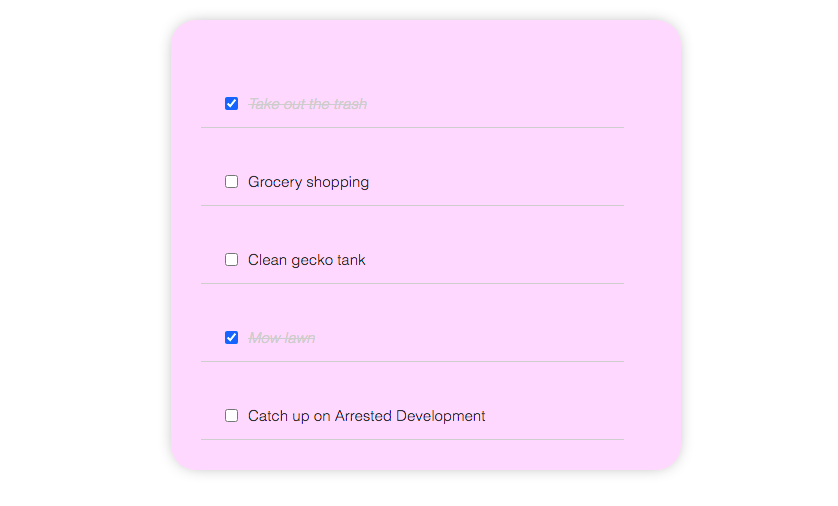 Take out the trash
Grocery shopping
Clean gecko tank
Mow lawn
Catch up on Arrested Development